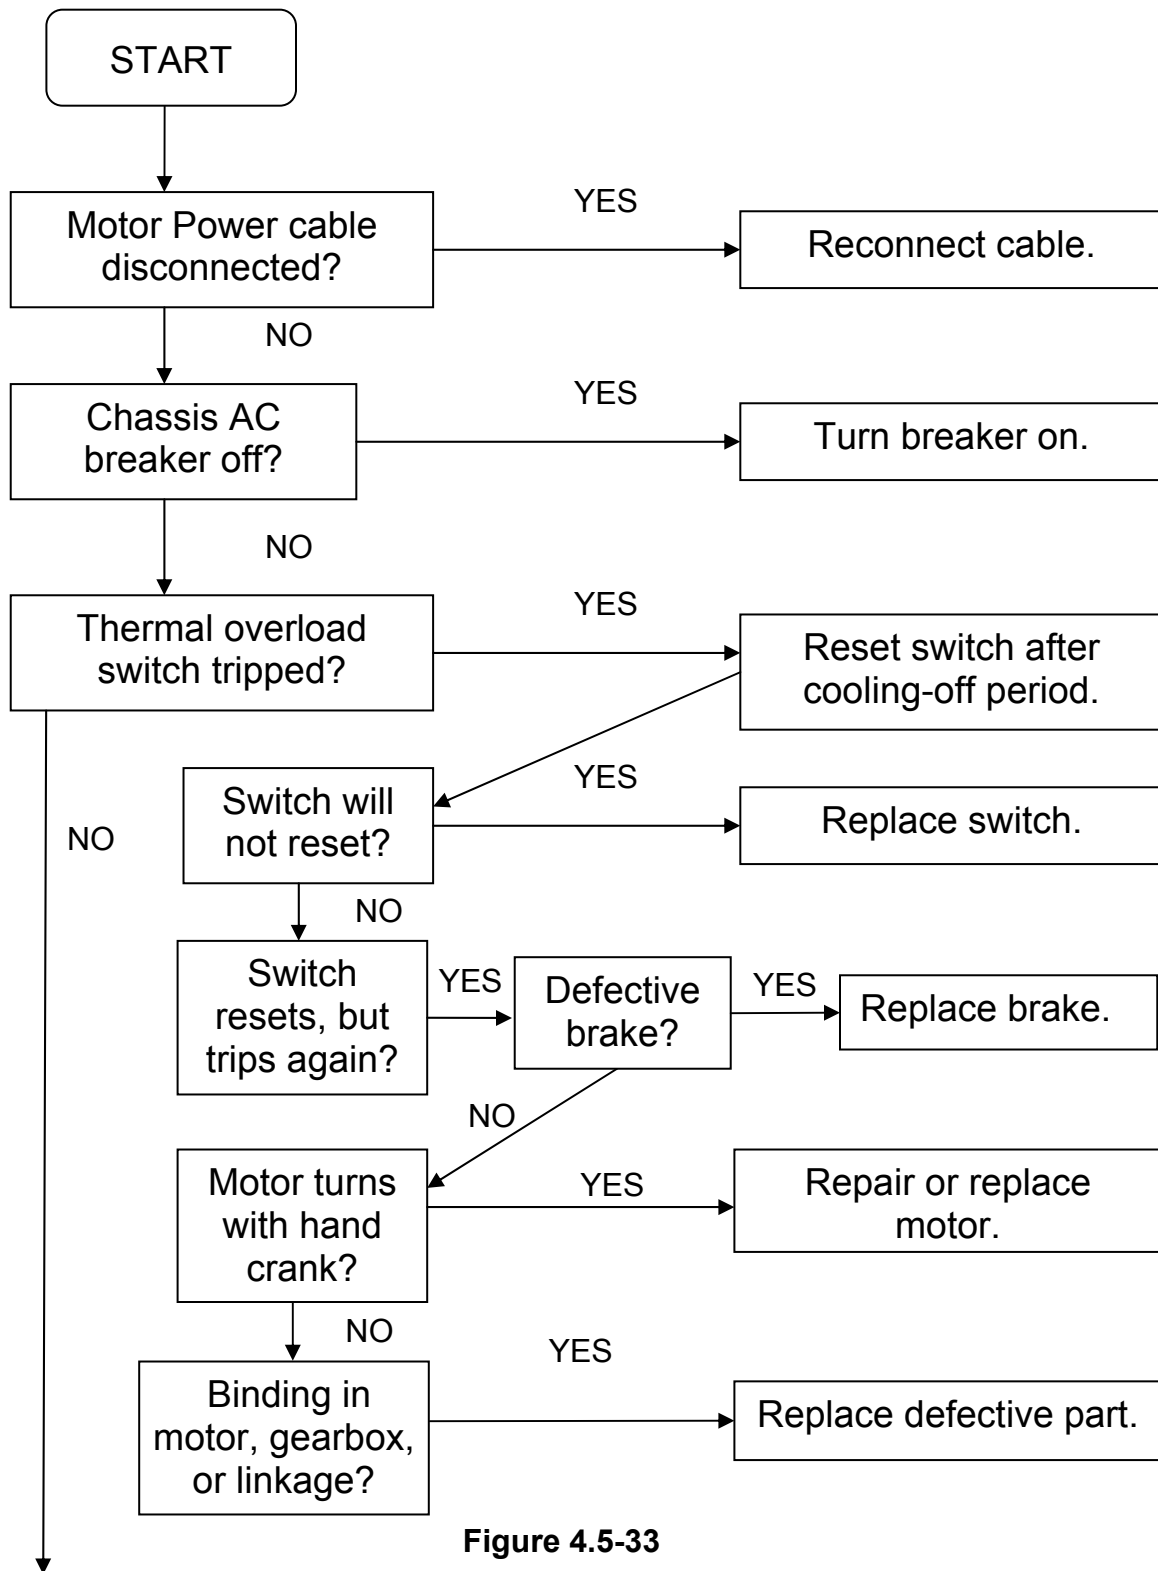 START
Motor Power cable
disconnected?
YES
Reconnect cable.
NO
Chassis AC
breaker off?
YES
Turn breaker on.
NO
Thermal overload
switch tripped?
YES
Reset switch after
cooling-off period.
NO
Switch will
not reset?
YES
Replace switch.
NO
Switch
resets, but
trips again?
YES
Defective
brake?
YES
Replace brake.
NO
Motor turns
with hand
crank?
YES
Repair or replace
motor.
NO
Binding in
motor, gearbox,
or linkage?
YES
Replace defective part.
Figure 4.5-33